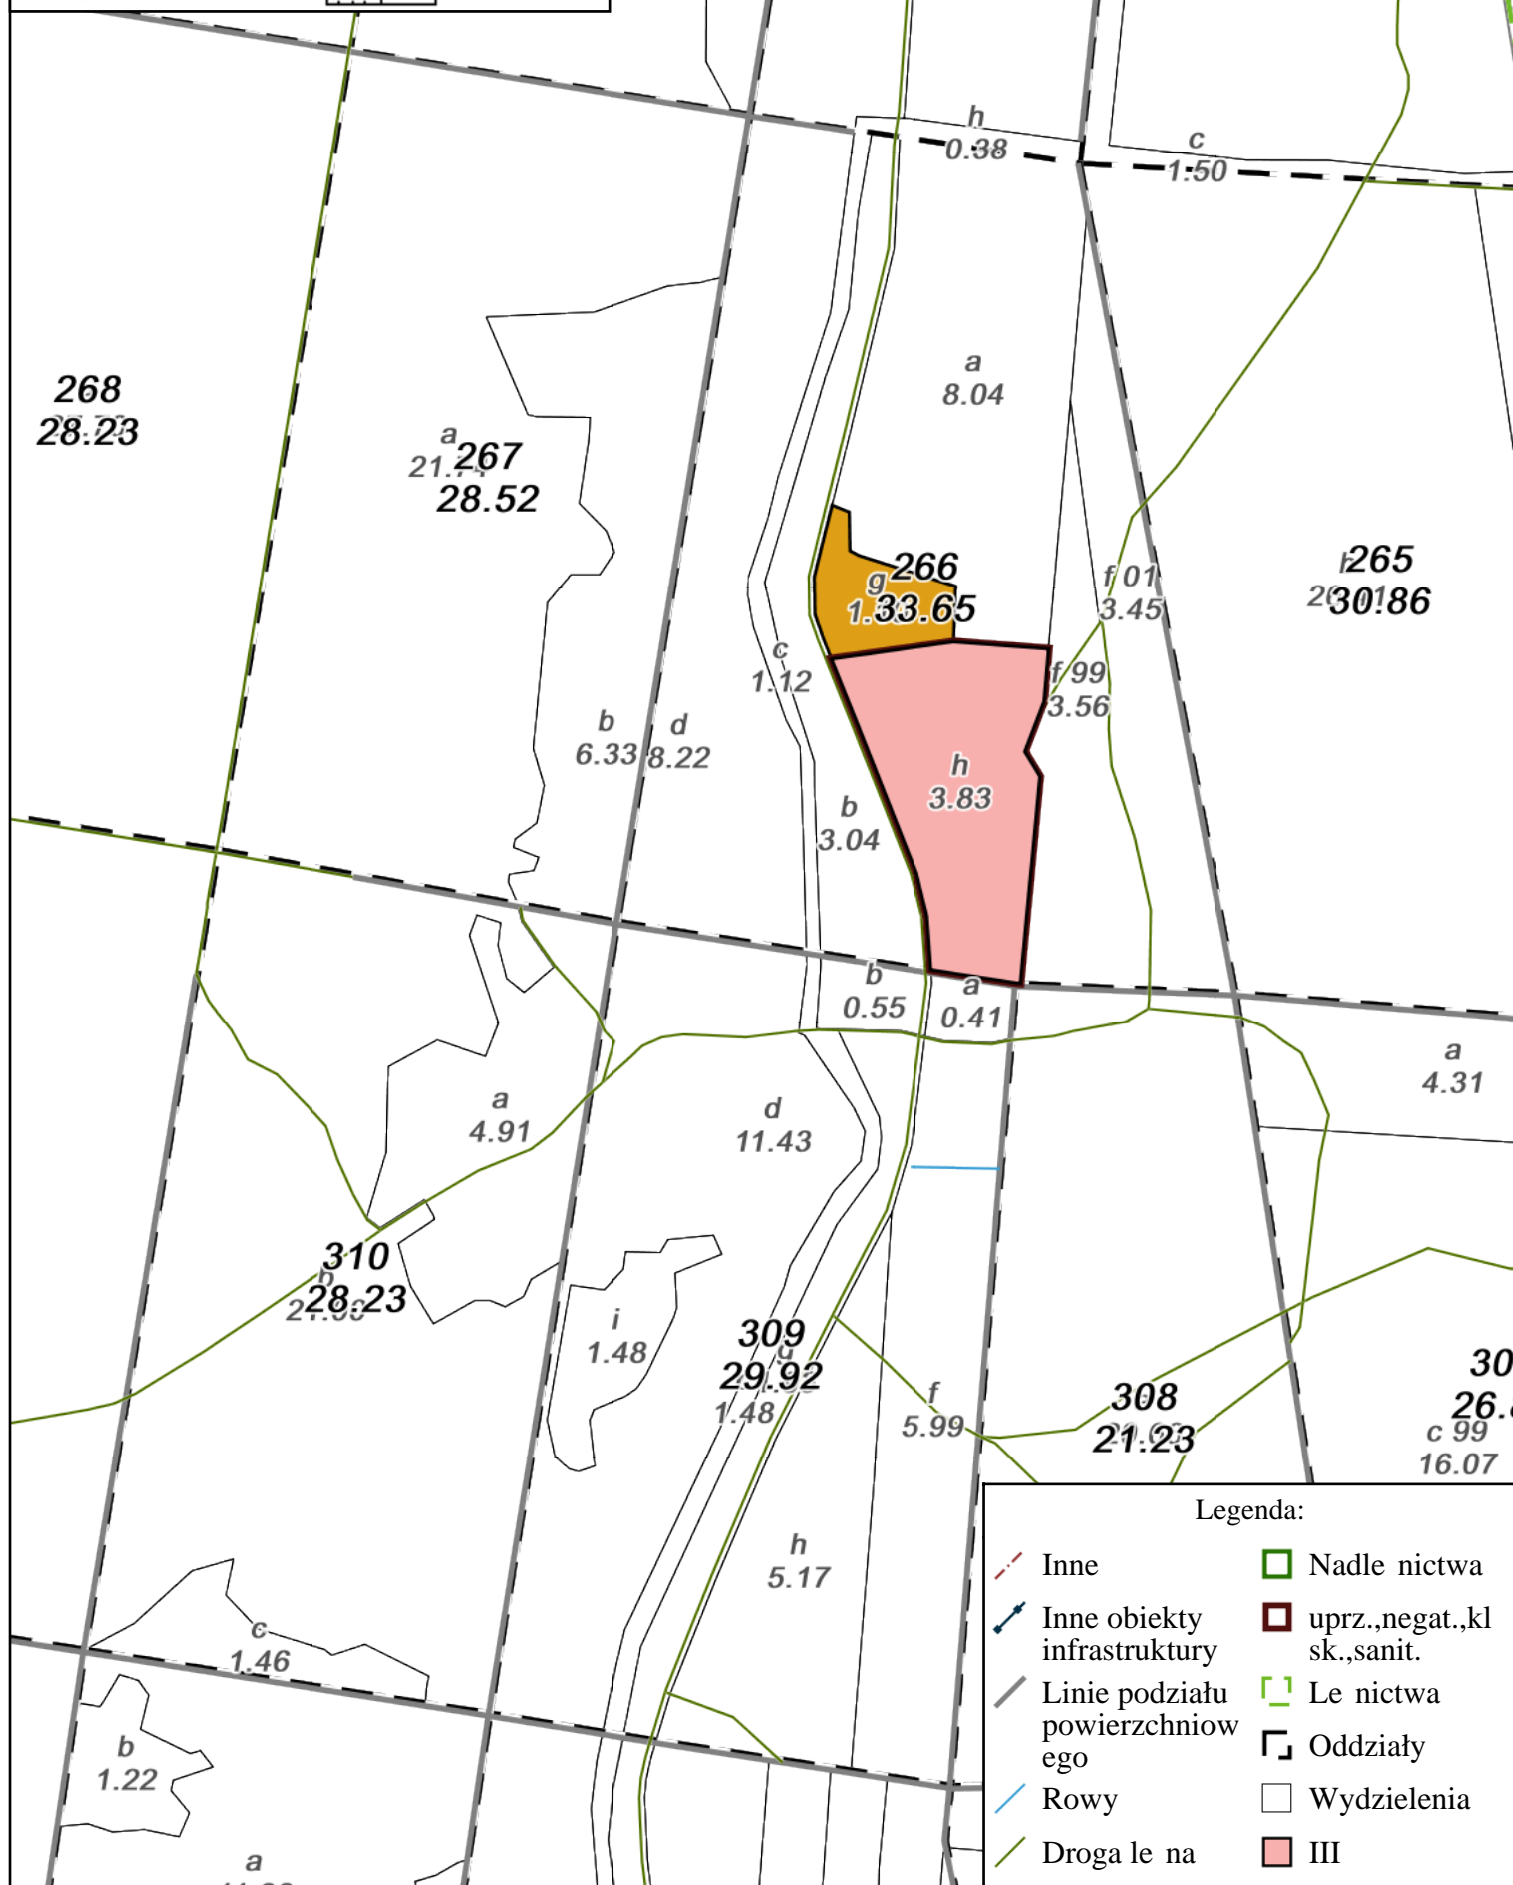 h
0.38
c
1.50
a
8.04
268
28.23
a
267
28.52
266
g
33.65
f 01
3.45
265
30.86
c
1.12
f 99
3.56
b
6.33
d
8.22
h
3.83
b
3.04
b
0.55
a
0.41
a
4.31
a
4.91
d
11.43
310
b
28.23
i
1.48
309
g
29.92
1.48
f
5.99
308
21.23
c 99
16.07
h
5.17
c
1.46
b
1.22
a
Legenda:
Inne
Inne obiekty
infrastruktury
Linie podziału
powierzchniow
ego
Rowy
Droga le na
Nadle nictwa
uprz.,negat.,kl
sk.,sanit.
Le nictwa
Oddziały
Wydzielenia
III